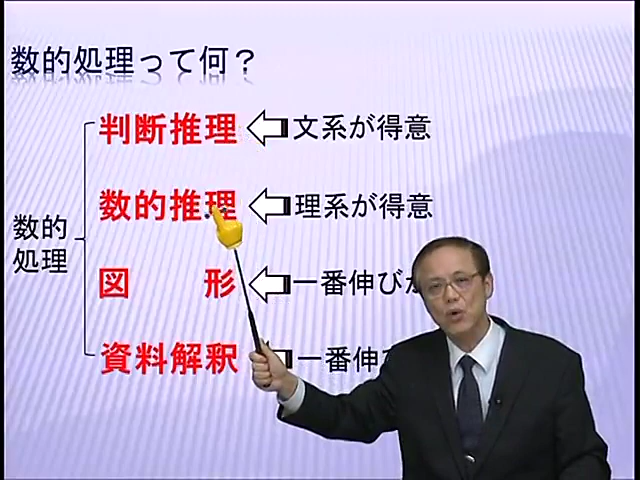 数的処理って何？
数的
処理
判断推理 文系が得意
数的推理 理系が得意
図 形 一番伸び
資料解釈 一番伸